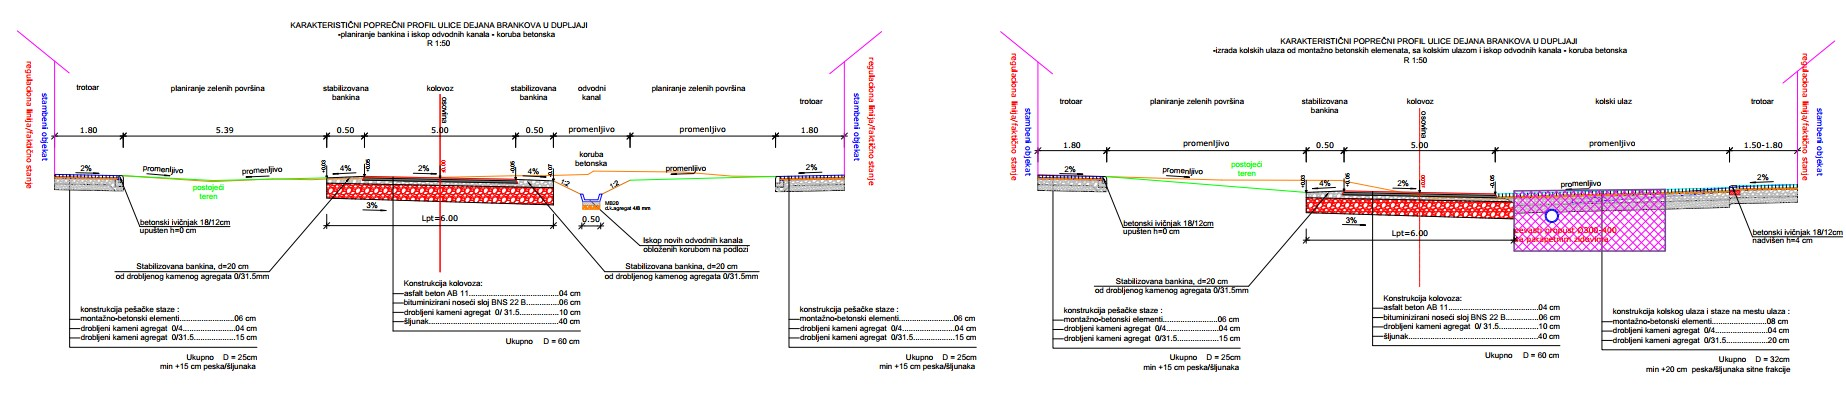 KARAKTERISTIČNI POPREČNI PROFIL ULICE DEJANA BRANKOVA U DUPLJAJI
-planiranje bankina i iskop odvodnih kanala - koruba betonska
R 1:50
regulaciona linija/faktično stanje
stambeni objekat
trotoar
planiranje zelenih površina
stabilizovana
bankina
kolovoz
osovina
stabilizovana
bankina
odvodni
kanal
planiranje zelenih površina
trotoar
stambeni objekat
regulaciona linija/faktično stanje
1.80
5.39
0.50
5.00
0.50
promenljivo
promenljivo
1.80
koruba
betonska
2%
promenljivo
promenljivo
4%
2%
4%
promenljivo
2%
postojeći
teren
1:2
1:2
MB20
d.k.agregat 4/8 mm
3%
Lpt=6.00
0.50
betonski ivičnjak 18/12cm
upušten h=0 cm
Iskop novih odvodnih kanala
obloženih korubom na podlozi
Stabilizovana bankina, d=20 cm
od drobljenog kamenog agregata 0/31.5mm
Stabilizovana bankina, d=20 cm
od drobljenog kamenog agregata 0/31.5mm
Konstrukcija kolovoza:
asfalt beton AB 11..........................................04 cm
bituminizirani noseći sloj BNS 22 B...............06 cm
drobljeni kameni agregat 0/ 31.5...................10 cm
šljunak............................................................40 cm
Ukupno D = 60 cm
konstrukcija pešačke staze :
montažno-betonski elementi.......................06 cm
drobljeni kameni agregat 0/4.....................04 cm
drobljeni kameni agregat 0/31.5................15 cm
Ukupno D = 25cm
min +15 cm peska/šljunaka
konstrukcija pešačke staze :
montažno-betonski elementi.......................06 cm
drobljeni kameni agregat 0/4.....................04 cm
drobljeni kameni agregat 0/31.5................15 cm
Ukupno D = 25cm
min +15 cm peska/šljunaka
KARAKTERISTIČNI POPREČNI PROFIL ULICE DEJANA BRANKOVA U DUPLJAJI
-izrada kolskih ulaza od montažno betonskih elemenata, sa kolskim ulazom i iskop odvodnih kanala - koruba betonska
R 1:50
regulaciona linija/faktično stanje
stambeni objekat
trotoar
planiranje zelenih površina
stabilizovana
bankina
kolovoz
osovina
kolski ulaz
trotoar
regulaciona linija/faktično stanje
stambeni objekat
1.80
promenljivo
0.50
5.00
promenljivo
1.50-1.80
2%
promenljivo
postojeći
teren
4%
2%
promenljivo
2%
3%
Lpt=6.00
betonski ivičnjak 18/12cm
upušten h=0 cm
betonski ivičnjak 18/12cm
nadvišen h=4 cm
Stabilizovana bankina, d=20 cm
od drobljenog kamenog agregata 0/31.5mm
Konstrukcija kolovoza:
asfalt beton AB 11..........................................04 cm
bituminizirani noseći sloj BNS 22 B...............06 cm
drobljeni kameni agregat 0/ 31.5...................10 cm
šljunak............................................................40 cm
Ukupno D = 60 cm
konstrukcija pešačke staze :
montažno-betonski elementi.......................06 cm
drobljeni kameni agregat 0/4.....................04 cm
drobljeni kameni agregat 0/31.5................15 cm
Ukupno D = 25cm
min +15 cm peska/šljunaka
konstrukcija kolskog ulaza i staze na mestu ulaza :
montažno-betonski elementi.......................08 cm
drobljeni kameni agregat 0/4.....................04 cm
drobljeni kameni agregat 0/31.5................20 cm
Ukupno D = 32cm
min +20 cm peska/šljunaka sitne frakcije